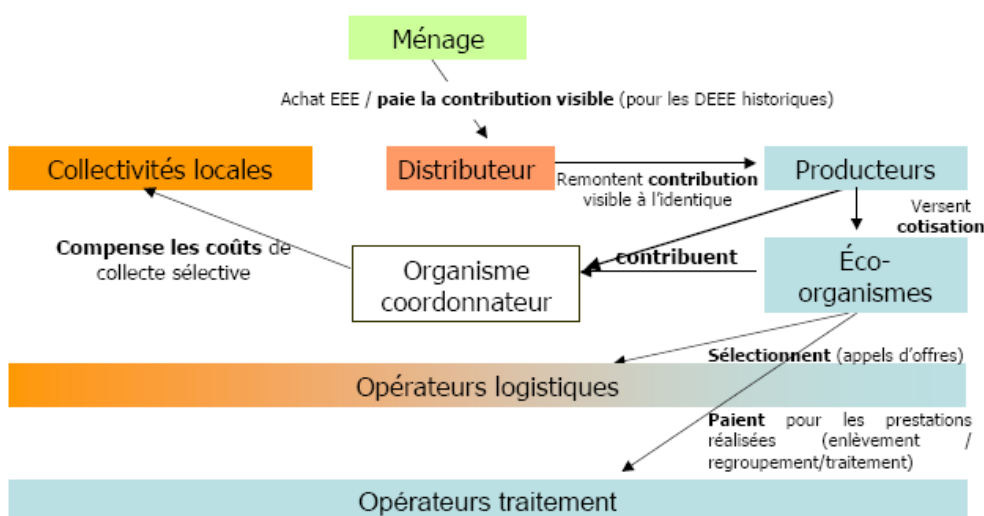 Ménage
Achat EEE / paie la contribution visible (pour les DEEE historiques)
Collectivités locales
Distributeur
Producteurs
Remontent contribution
visible à l'identique
Versent
cotisation
Compense les coûts de
collecte sélective
Organisme
coordonnateur
contribuent
Éco-
organismes
Sélectionnent (appels d'offres)
Opérateurs logistiques
Paient pour les prestations
réalisées (enlèvement /
regroupement/traitement)
Opérateurs traitement